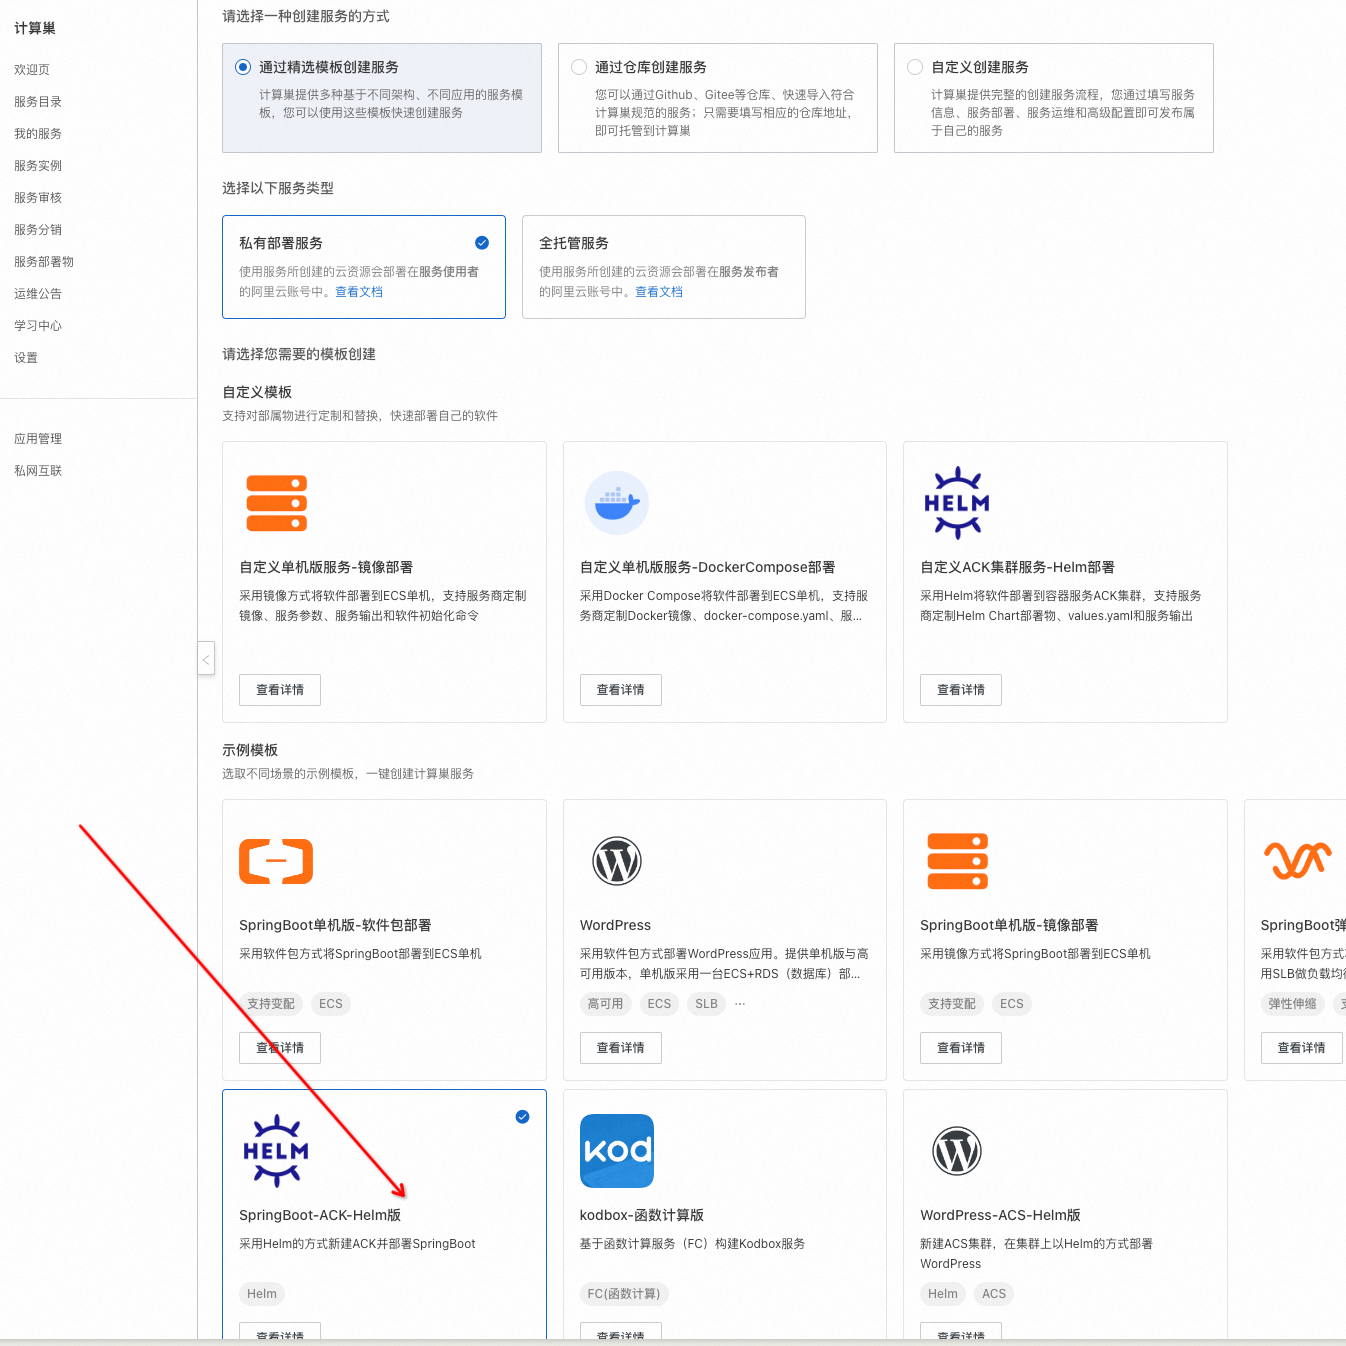 计算巢
欢迎页
服务目录
我的服务
服务实例
服务审核
服务分销
服务部署物
运维公告
学习中心
设置
应用管理
私网互联
请选择一种创建服务的方式
通过精选模板创建服务
计算巢提供多种基于不同架构、不同应用的服务模
板，您可以使用这些模板快速创建服务
通过仓库创建服务
您可以通过Github、Gitee等仓库、快速导入符合
计算巢规范的服务；只需要填写相应的仓库地址，
即可托管到计算巢
自定义创建服务
计算巢提供完整的创建服务流程，您通过填写服务
信息、服务部署、服务运维和高级配置即可发布属
于自己的服务
选择以下服务类型
私有部署服务
使用服务所创建的云资源会部署在服务使用者
的阿里云账号中。查看文档
全托管服务
使用服务所创建的云资源会部署在服务发布者
的阿里云账号中。查看文档
请选择您需要的模板创建
自定义模板
支持对部属物进行定制和替换，快速部署自己的软件
自定义单机版服务-镜像部署
采用镜像方式将软件部署到ECS单机，支持服务商定制
镜像、服务参数、服务输出和软件初始化命令
查看详情
自定义单机版服务-DockerCompose部署
采用Docker Compose将软件部署到ECS单机，支持服
务商定制Docker镜像、docker-compose.yaml、服...
查看详情
HELM
自定义ACK集群服务-Helm部署
采用Helm将软件部署到容器服务ACK集群，支持服务
商定制Helm Chart部署物、values.yaml和服务输出
查看详情
示例模板
选取不同场景的示例模板，一键创建计算巢服务
SpringBoot单机版-软件包部署
采用软件包方式将SpringBoot部署到ECS单机
支持变配 ECS
查看详情
WordPress
采用软件包方式部署WordPress应用。提供单机版与高
可用版本，单机版采用一台ECS+RDS（数据库）部...
高可用 ECS SLB ···
查看详情
SpringBoot单机版-镜像部署
采用镜像方式将SpringBoot部署到ECS单机
支持变配 ECS
查看详情
SpringBoot弹
采用软件包方式
用SLB做负载均
弹性伸缩 支
查看详情
HELM
SpringBoot-ACK-Helm版
采用Helm的方式新建ACK并部署SpringBoot
Helm
查看详情
kod
kodbox-函数计算版
基于函数计算服务（FC）构建Kodbox服务
FC(函数计算)
查看详情
WordPress-ACS-Helm版
新建ACS集群，在集群上以Helm的方式部署
WordPress
Helm ACS
查看详情